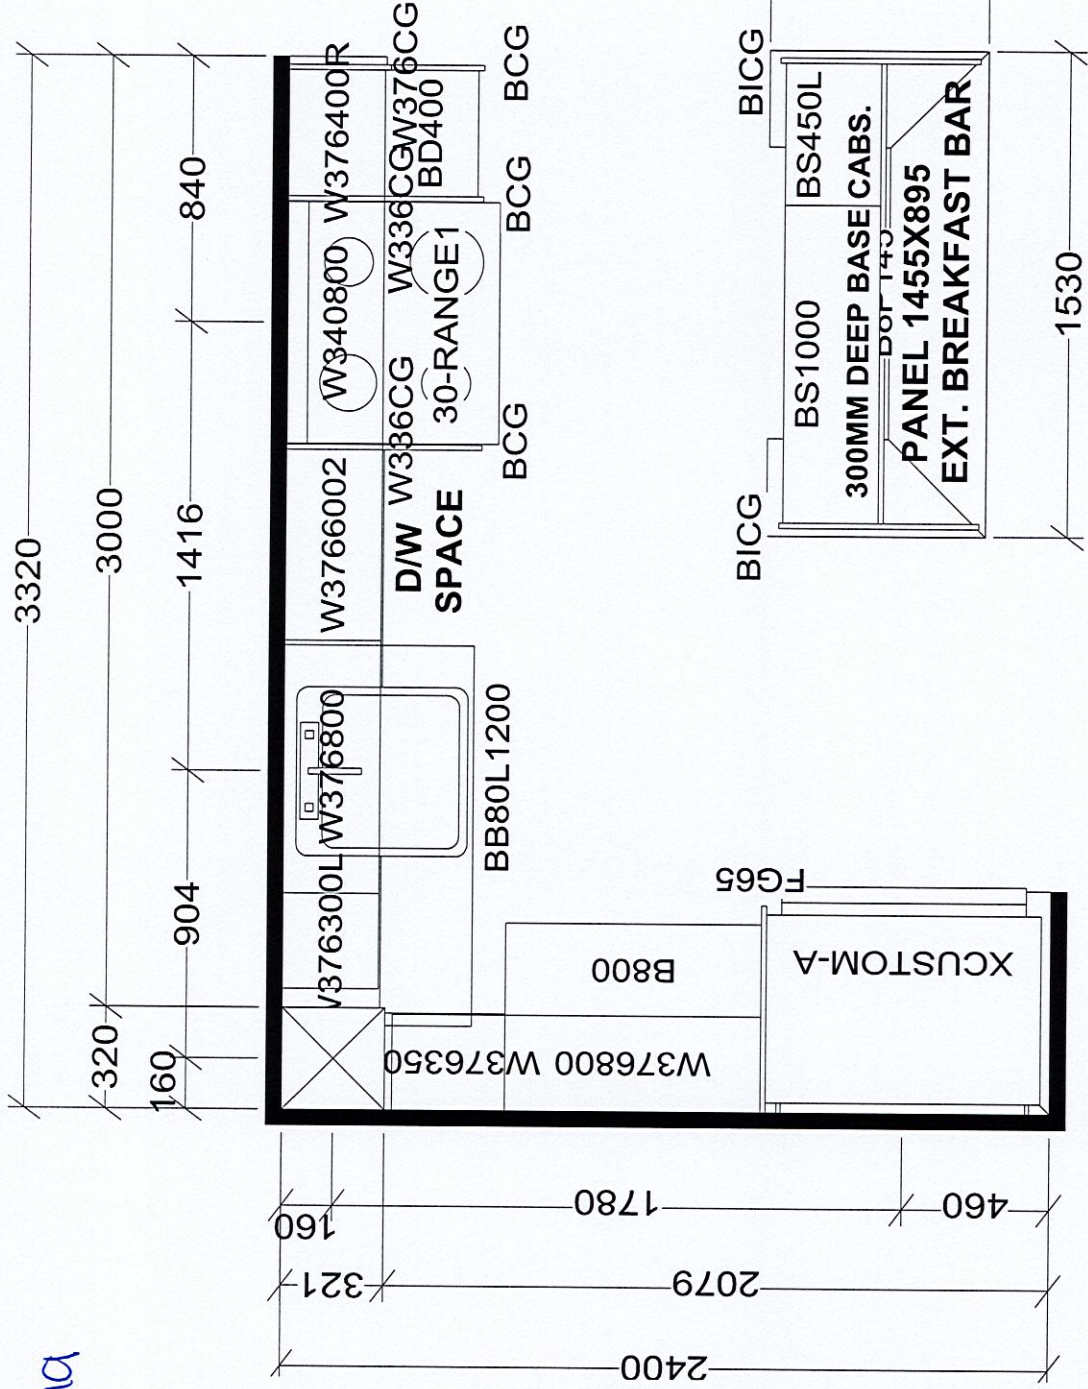 3320
3000
320
840
1416
904
160
W376400R
W376CG
BD400
BCG
W340800
W336CG
30-RANGE1
BCG
W336CG
BCG
W3766002
D/W
SPACE
W376800
W376300L
BB80L1200
W376350
W376800
B800
FG65
XCUSTOM-A
BICG
BS450L
BS1000
300MM DEEP BASE CABS.
PANEL 1455X895
EXT. BREAKFAST BAR
BICG
1530
160
1780
460
321
2079
2400